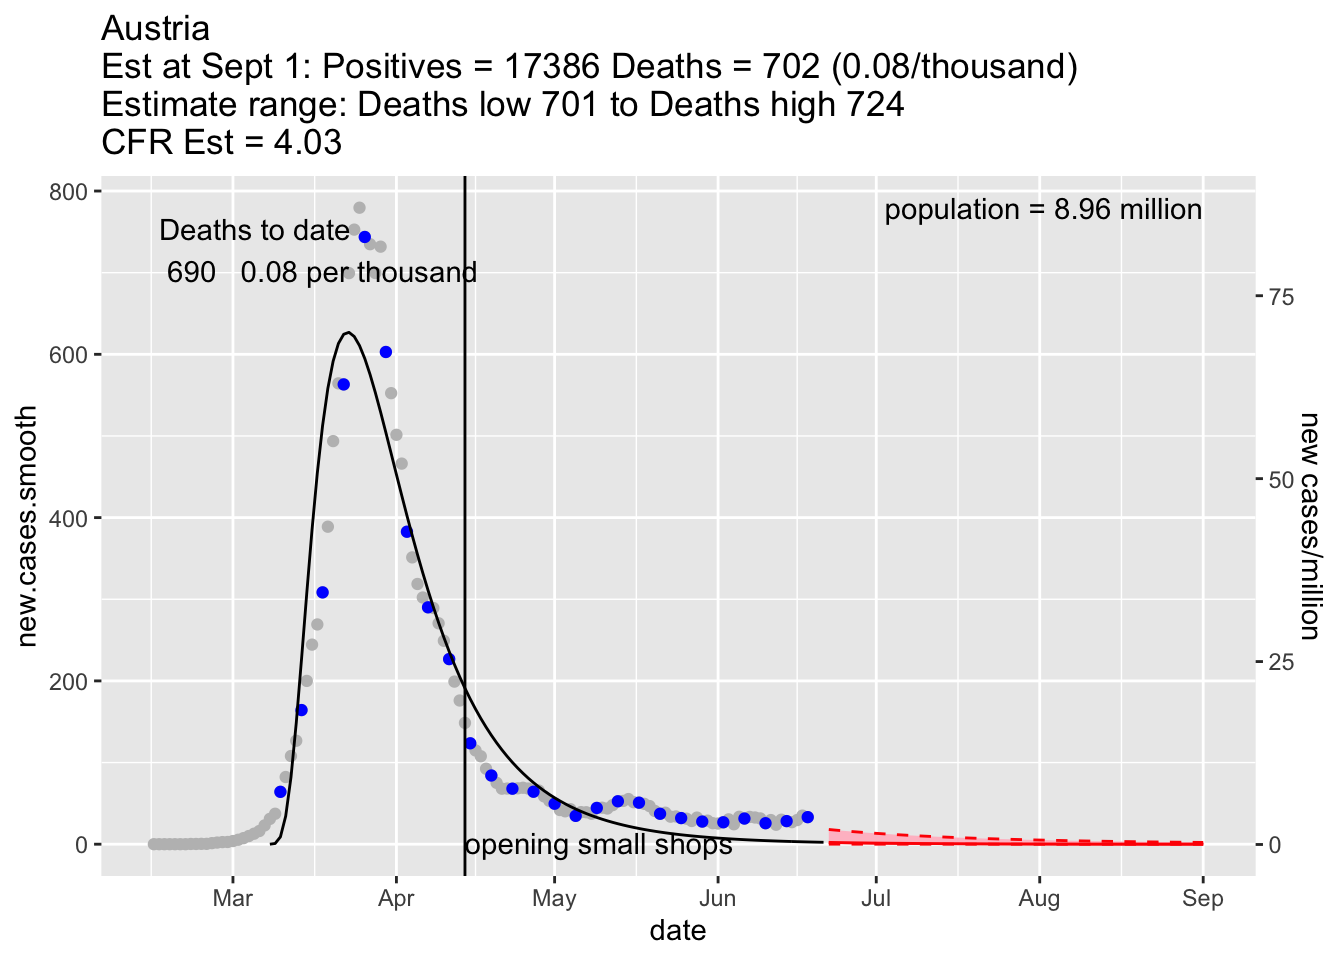 Austria
Est at Sept 1: Positives = 17386 Deaths = 702 (0.08/thousand)
Estimate range: Deaths low 701 to Deaths high 724
CFR Est = 4.03
800
600
400
200
0
new.cases.smooth
Deaths to date
690 0.08 per thousand
population = 8.96 million
opening small shops
75
50
25
0
new cases/million
Mar Apr May Jun Jul Aug Sep
date